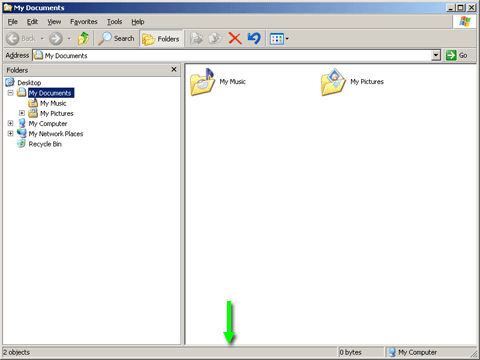 My Documents
File Edit View Favorites Tools Help
Back Search Folders
Address My Documents Go
Folders
Desktop
My Documents
My Music
My Pictures
My Computer
My Network Places
Recycle Bin
My Music My Pictures
2 objects 0 bytes My Computer